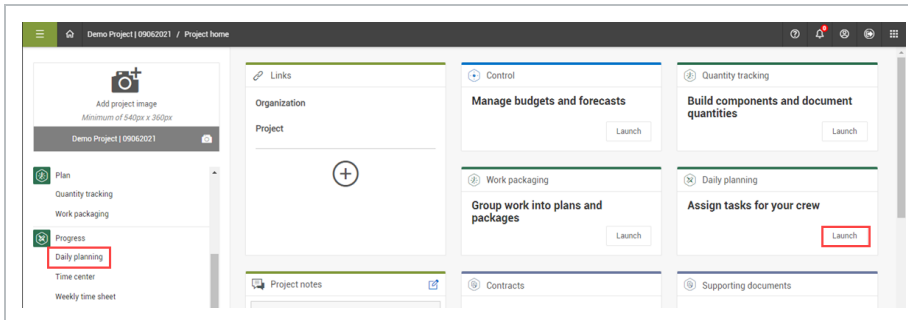 Demo Project | 09062021 / Project home
Add project image
Minimum of 540px x 360px
Demo Project | 09062021
Plan
Quantity tracking
Work packaging
Progress
Daily planning
Time center
Weekly time sheet
Links
Organization
Project
Project notes
Control
Manage budgets and forecasts
Launch
Work packaging
Group work into plans and
packages
Launch
Contracts
Quantity tracking
Build components and document
quantities
Launch
Daily planning
Assign tasks for your crew
Launch
Supporting documents